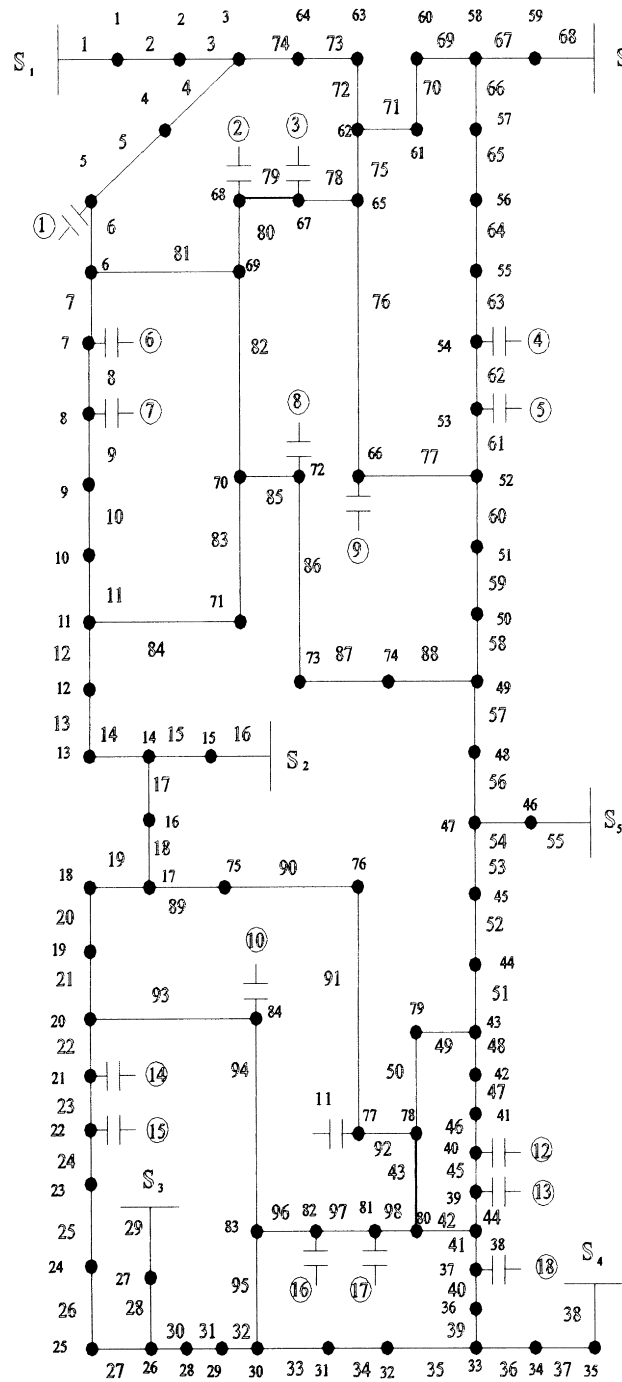 1 2 3 64 63 60 58 59
S₁ 1 2 3 74 73 69 67 68 S
4 72 70 66
4 5 62 71 61 57
② ③ 65
5 79 78 75 56
68 67 65
① 6 80 64
81 55
6 69
7 76 63
7 ⑥ 82 54 ④
8 ⑧ 62
8 ⑦ 53 ⑤
9 72 66 77 61
9 70 85 52
10 83 86 ⑨ 60
10 51
11 71 59
11 84 50
12 73 87 74 88 58
12 49
13 14 15 16 57
13 14 15 S₂ 48
17 56
16 47 46 S₅
54 55
19 18 75 90 76 53
18 17 89 45
20 ⑩ 52
19 44
21 93 91 79 51
20 84 43
22 94 49 48
21 ⑭ 50 42
23 11 47
22 ⑮ 77 78 46 41
24 92 40 ⑫
23 S₃ 43 45
39 ⑬
25 29 83 96 82 97 81 98 80 42 44
41 38 S₄
24 27 95 ⑯ ⑰ 37 ⑱
26 28 40 38
36
30 31 32 39
25 27 26 28 29 30 33 31 34 32 35 33 36 34 37 35